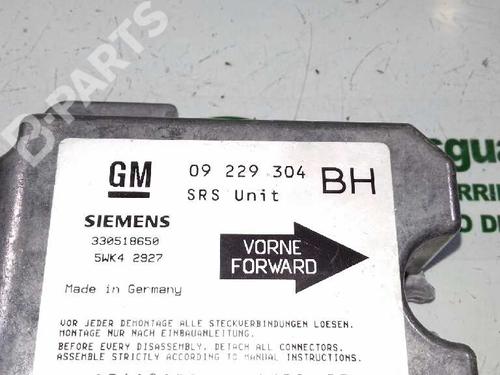 B-PARTS
GM
09 229 304
BH
SRS Unit
SIEMENS
330518650
5WK4 2927
VORNE
FORWARD
Made in Germany
VOR JEDER DEMONTAGE ALLE STECKVERBINDUNGEN LOESEN.
MONTAGE NUR NACH EINBAUANLEITUNG.
BEFORE EVERY DISASSEMBLY, DETACH ALL CONNECTORS.
ASSEMBLE STRICTLY ACCORDING TO MANUAL INSTRUCTIONS.